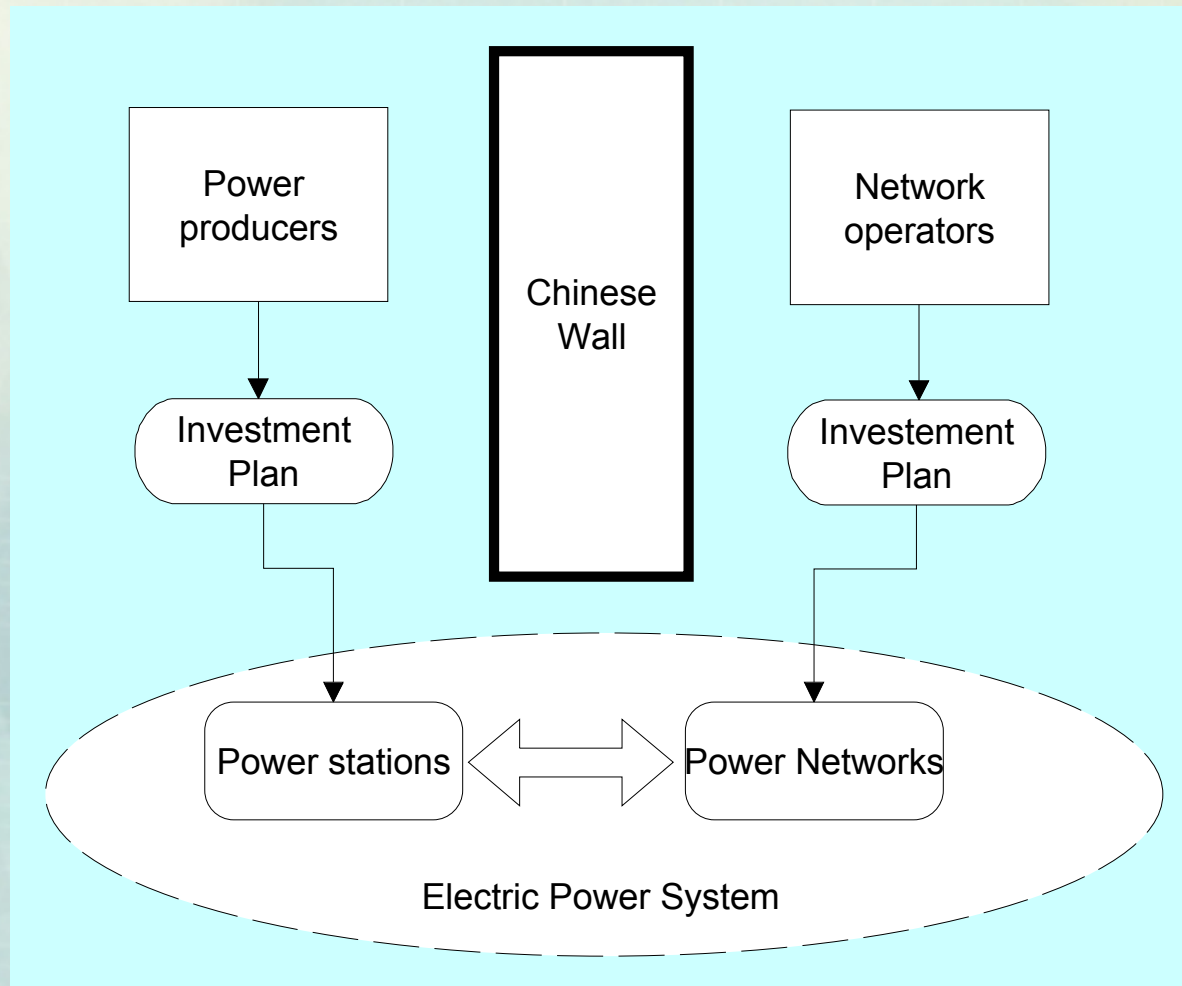 Power
producers
Chinese
Wall
Network
operators
Investment
Plan
Investement
Plan
Power stations
Power Networks
Electric Power System